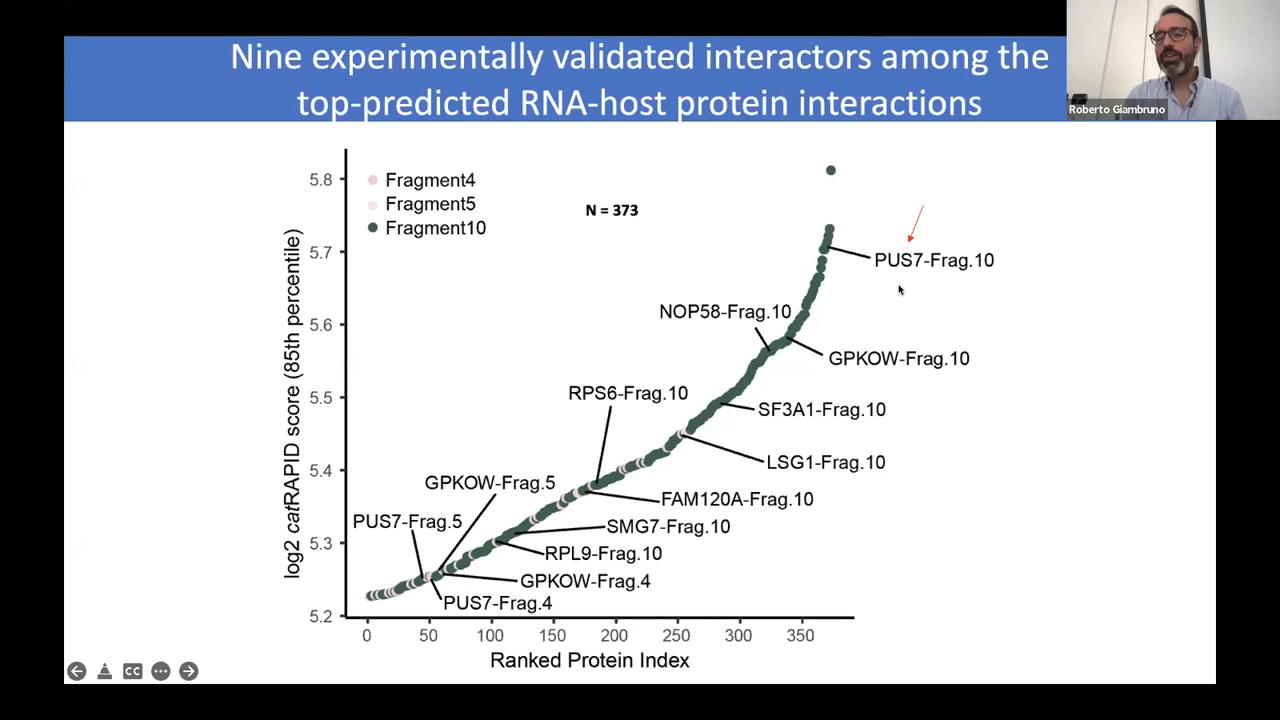 Nine experimentally validated interactors among the
top-predicted RNA-host protein interactions
Roberto Giambruno
5.8
5.7
5.6
5.5
5.4
5.3
5.2
log2 catRAPID score (85th percentile)
Fragment4
Fragment5
Fragment10
N = 373
PUS7-Frag.10
NOP58-Frag.10
GPKOW-Frag.10
RPS6-Frag.10
SF3A1-Frag.10
LSG1-Frag.10
GPKOW-Frag.5
FAM120A-Frag.10
PUS7-Frag.5
SMG7-Frag.10
RPL9-Frag.10
GPKOW-Frag.4
PUS7-Frag.4
0 50 100 150 200 250 300 350
Ranked Protein Index
CC